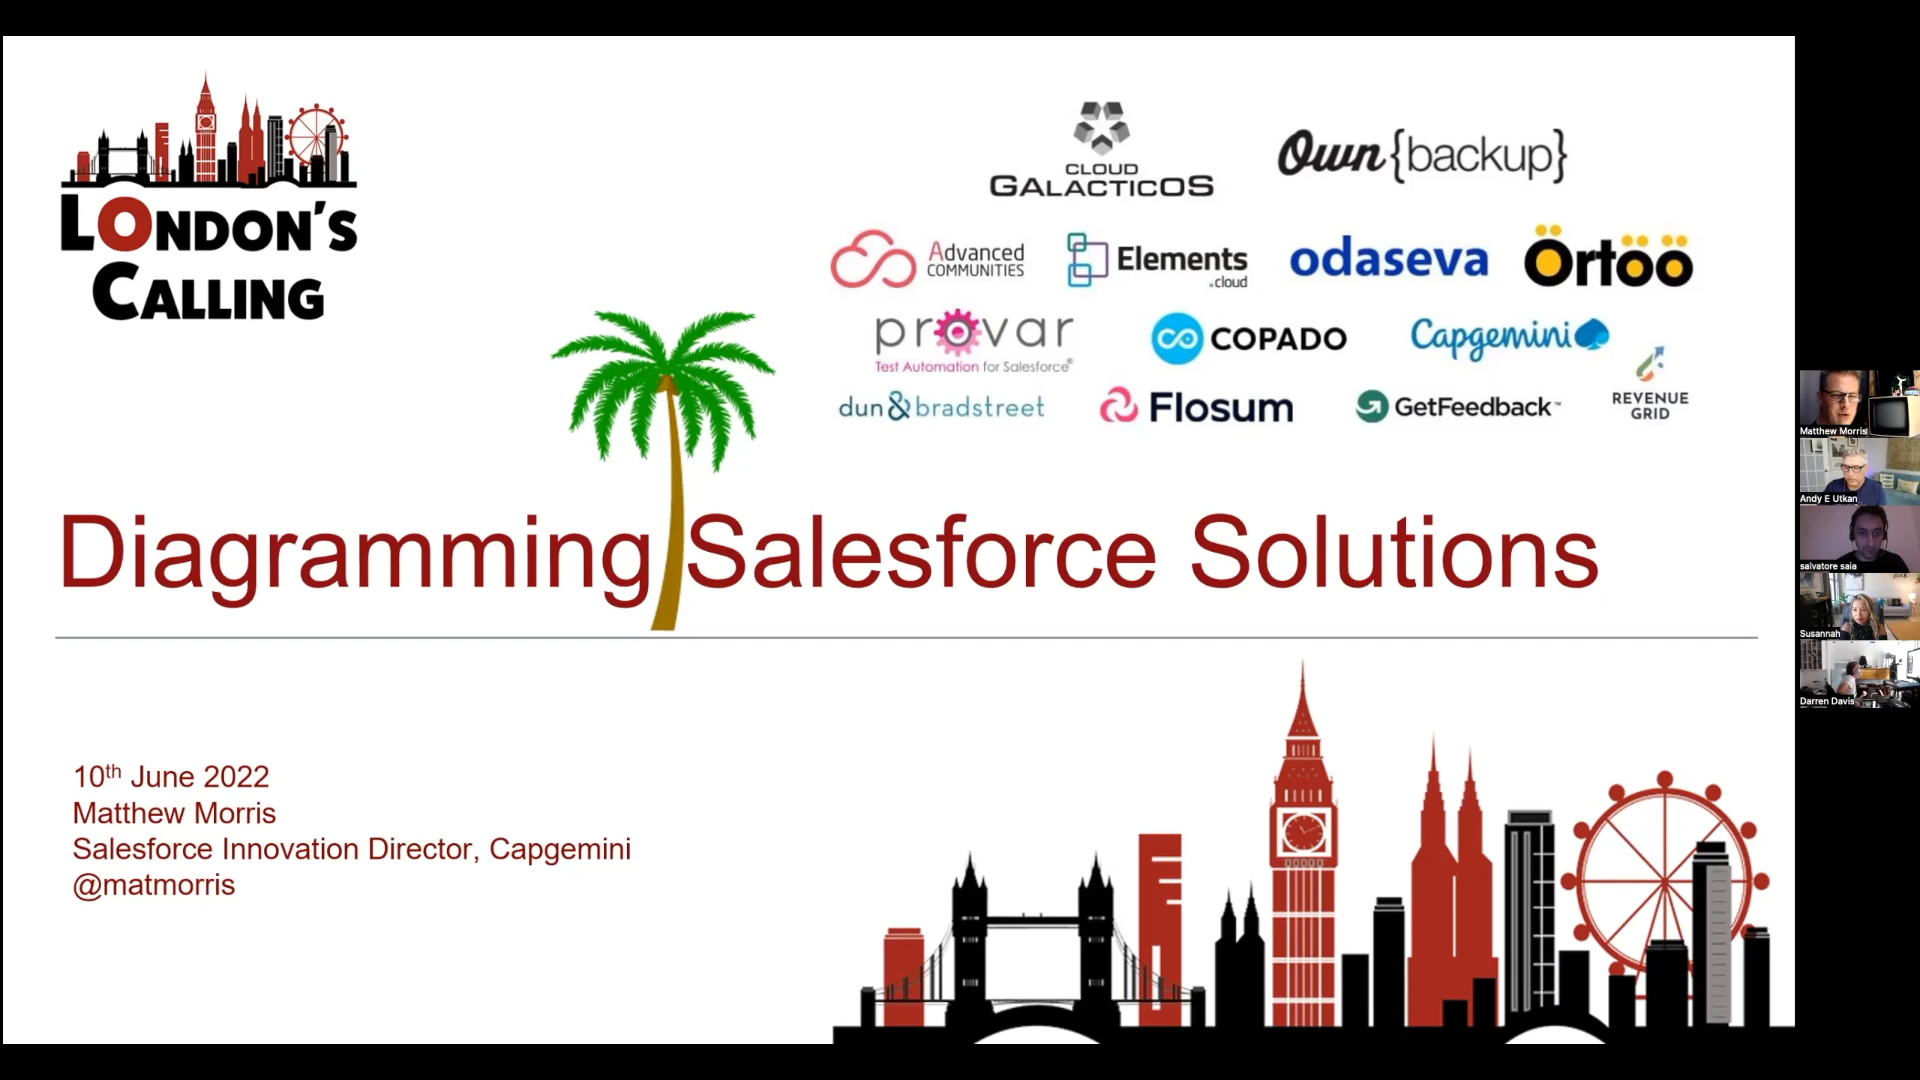 LONDON'S
CALLING
CLOUD
GALACTICOS
Own{backup}
Advanced
COMMUNITIES
Elements
.cloud
odaseva
Örtöö
provar
Test Automation for Salesforce®
COPADO
Capgemini
dun&bradstreet
Flosum
GetFeedback™
REVENUE
GRID
Diagramming Salesforce Solutions
10th June 2022
Matthew Morris
Salesforce Innovation Director, Capgemini
@matmorris
Matthew Morris
Andy E Utkan
salvatore saia
Susannah
Darren Davis